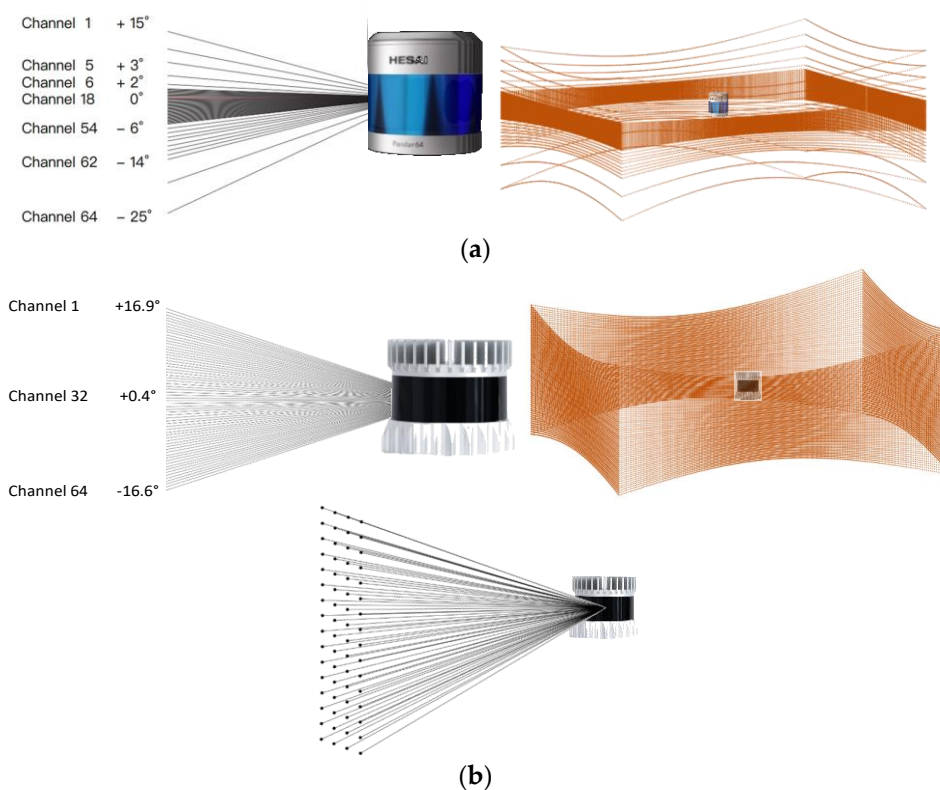 Channel 1 + 15°
Channel 5 + 3°
Channel 6 + 2°
Channel 18 0°
Channel 54 – 6°
Channel 62 – 14°
Channel 64 – 25°
HESAI
Pandar64
(a)
Channel 1 +16.9°
Channel 32 +0.4°
Channel 64 -16.6°
(b)